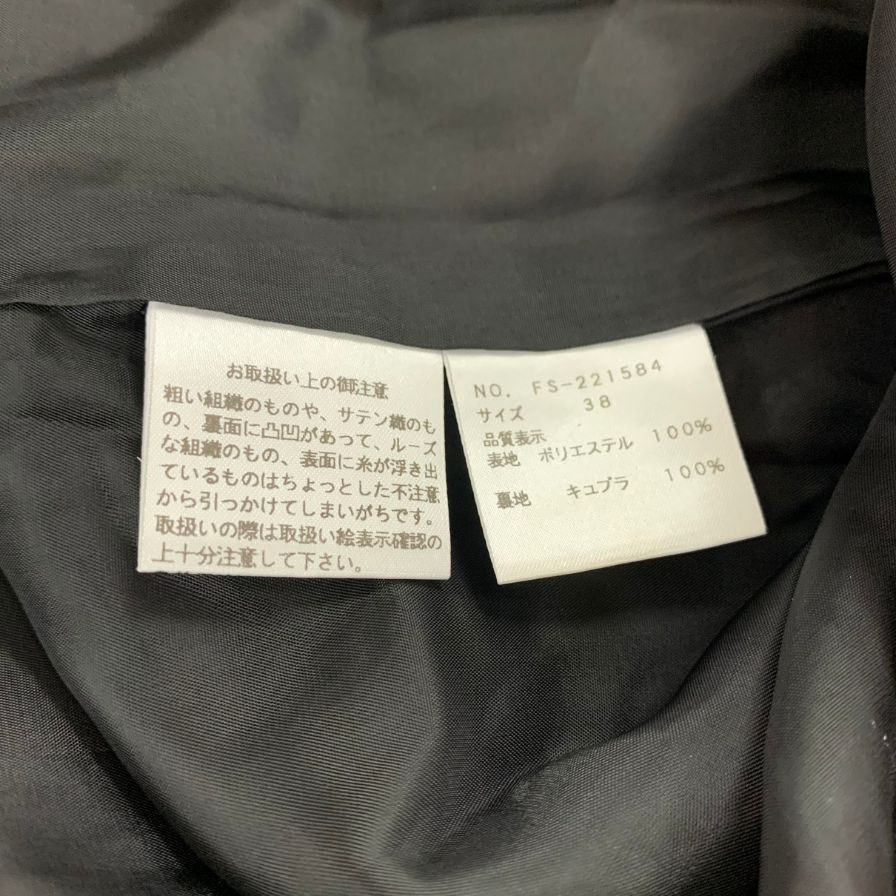 お取扱い上の御注意
粗い組織のものや、サテン織のも
の、裏面に凸凹があって、ルーズ
な組織のもの、表面に糸が浮き出
ているものはちょっとした不注意
から引っかけてしまいがちです。
取扱いの際は取扱い絵表示確認の
上十分注意して下さい。
NO. FS-221584
サイズ 38
品質表示
表地 ポリエステル 100%
裏地 キュプラ 100%